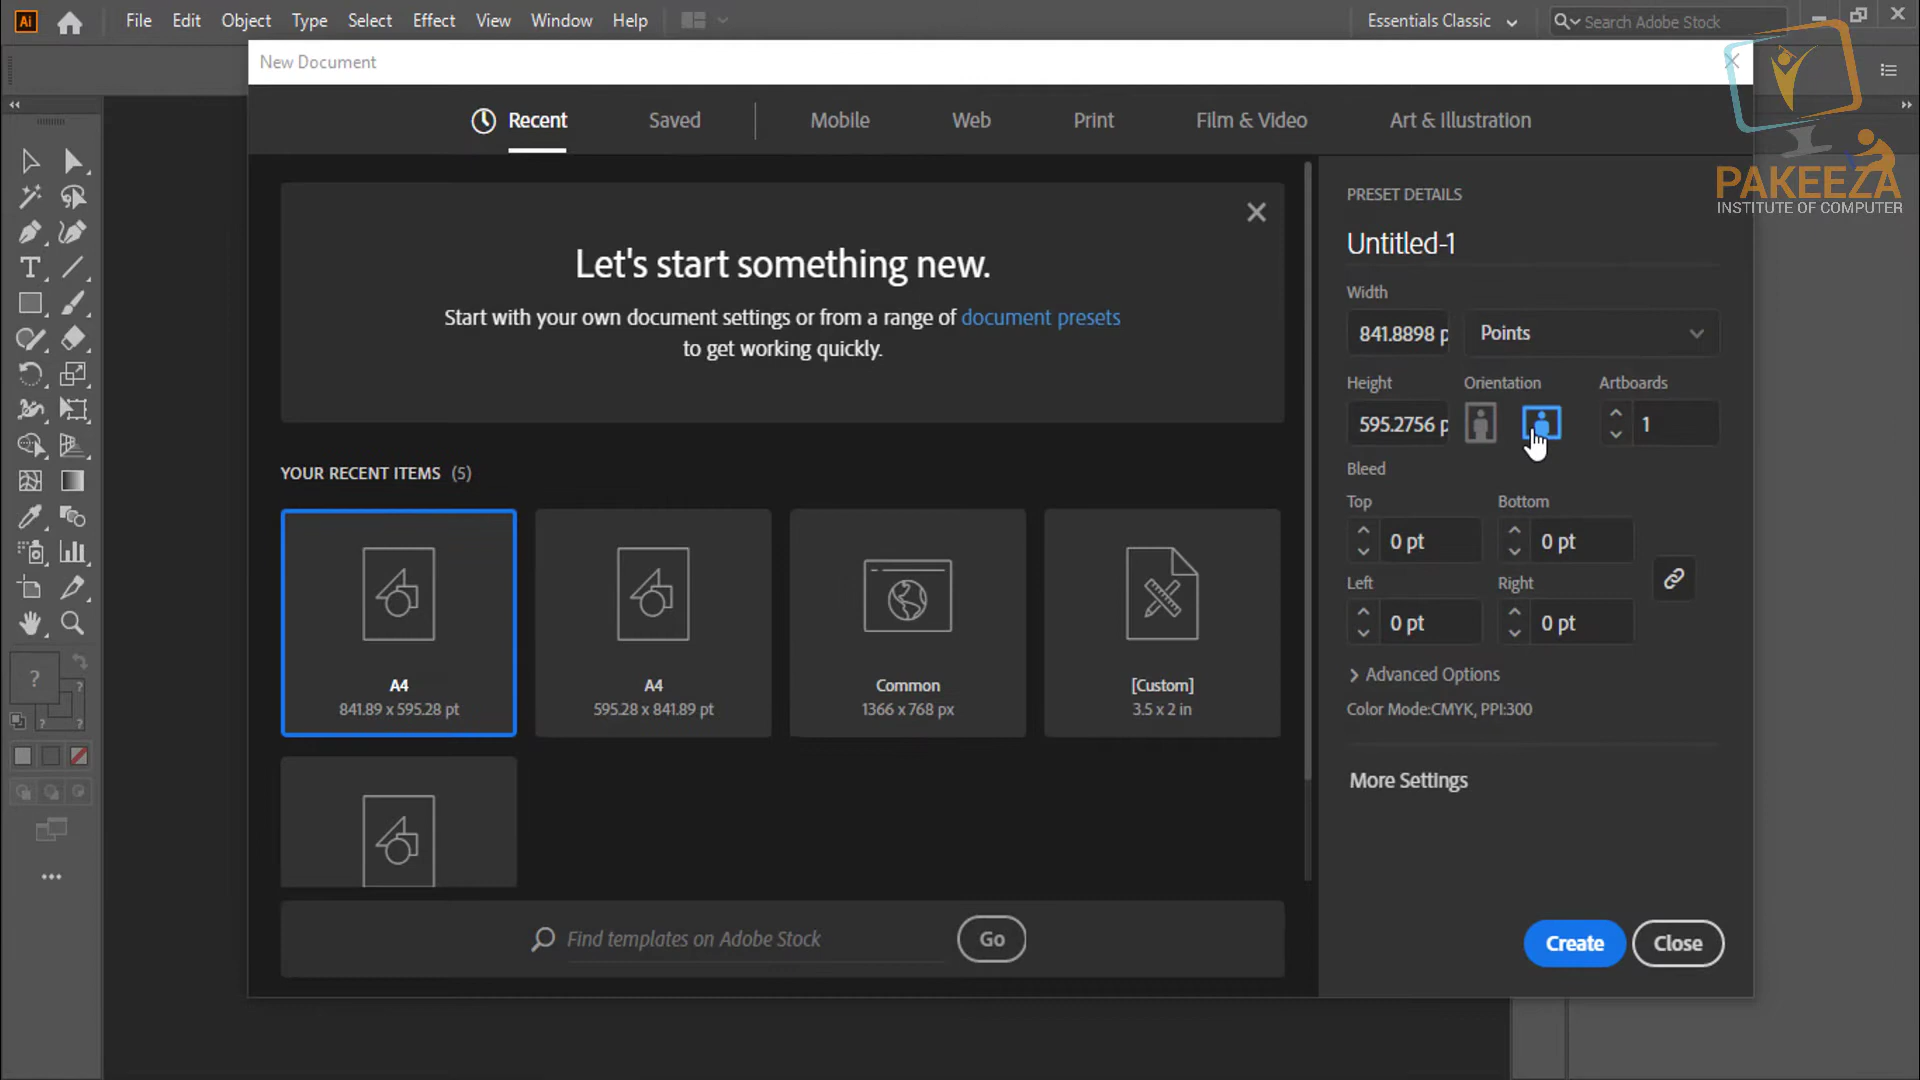 Ai File Edit Object Type Select Effect View Window Help Essentials Classic Search Adobe Stock
New Document
Recent Saved Mobile Web Print Film & Video Art & Illustration
PAKEEZA
INSTITUTE OF COMPUTER
Let's start something new.
Start with your own document settings or from a range of document presets
to get working quickly.
YOUR RECENT ITEMS (5)
A4
841.89 x 595.28 pt
A4
595.28 x 841.89 pt
Common
1366 x 768 px
[Custom]
3.5 x 2 in
Find templates on Adobe Stock Go
PRESET DETAILS
Untitled-1
Width
841.8898 p Points
Height Orientation Artboards
595.2756 p 1
Bleed
Top Bottom
0 pt 0 pt
Left Right
0 pt 0 pt
Advanced Options
Color Mode:CMYK, PPI:300
More Settings
Create Close
? ?
? ?